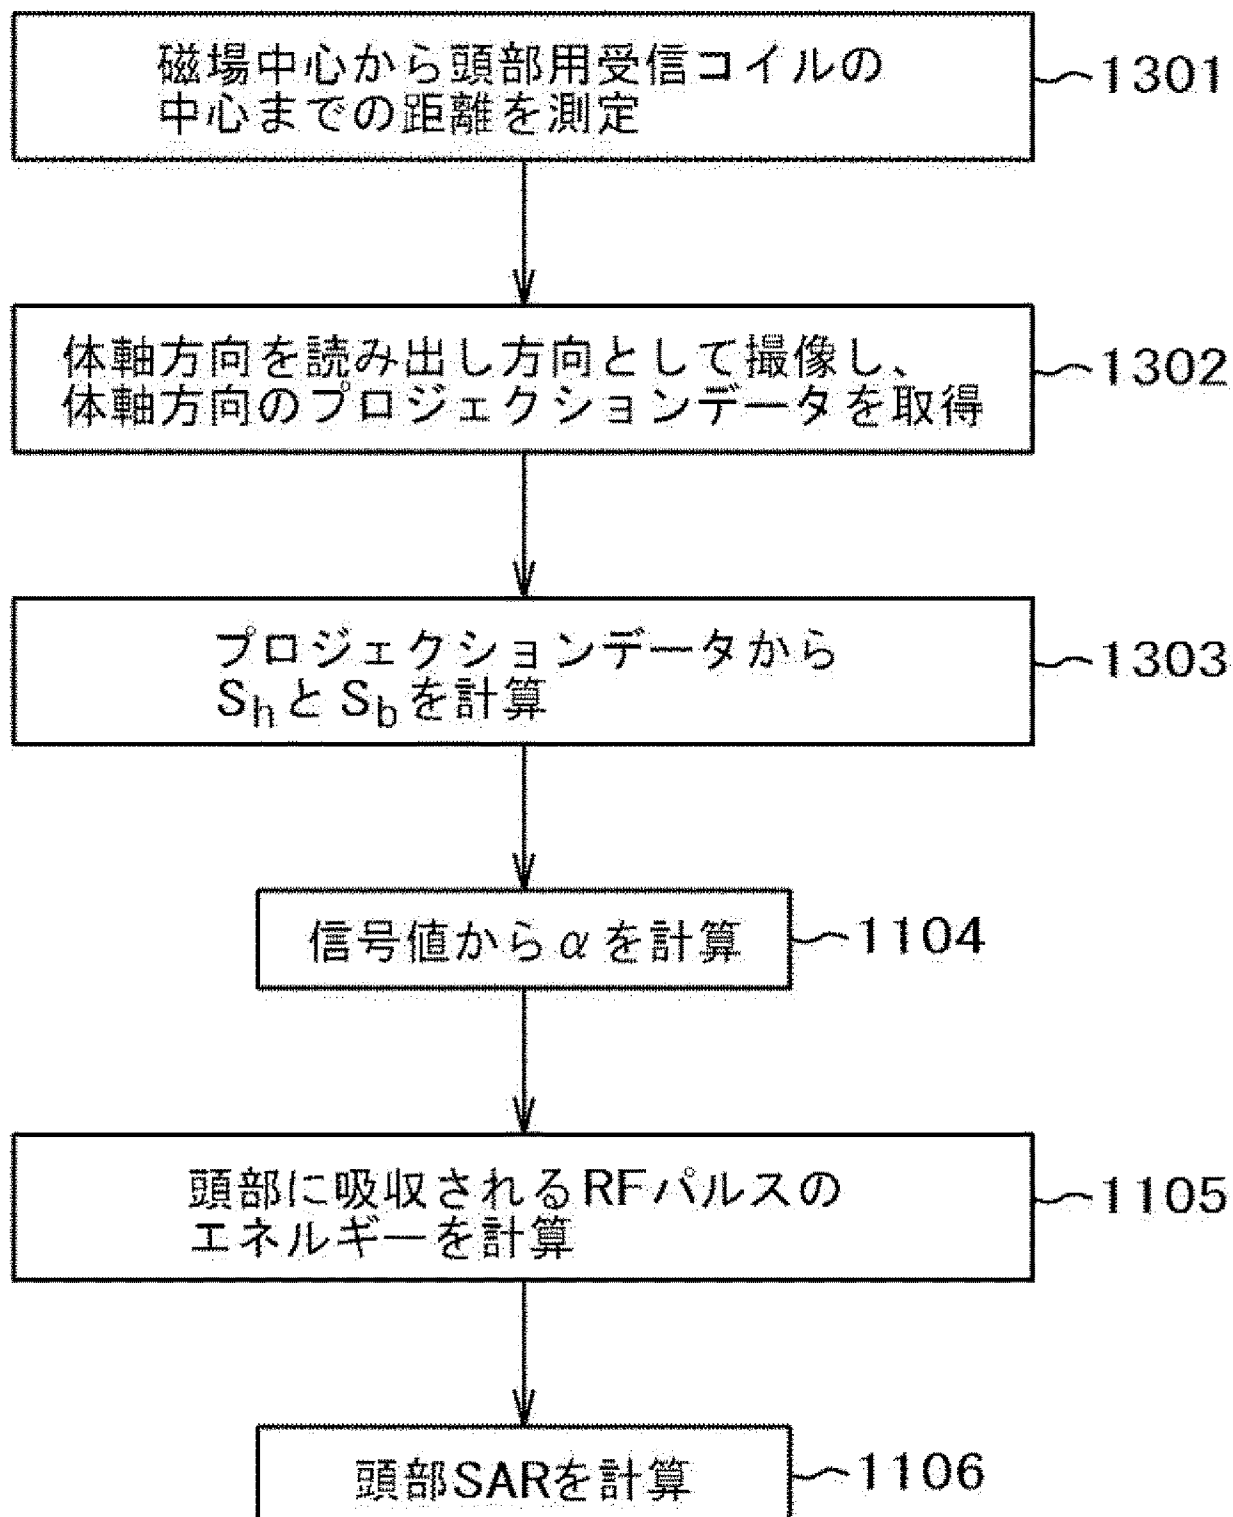 磁場中心から頭部用受信コイルの
中心までの距離を測定
1301
体軸方向を読み出し方向として撮像し、
体軸方向のプロジェクションデータを取得
1302
プロジェクションデータから
ShとSbを計算
1303
信号値からαを計算
1104
頭部に吸収されるRFパルスの
エネルギーを計算
1105
頭部SARを計算
1106